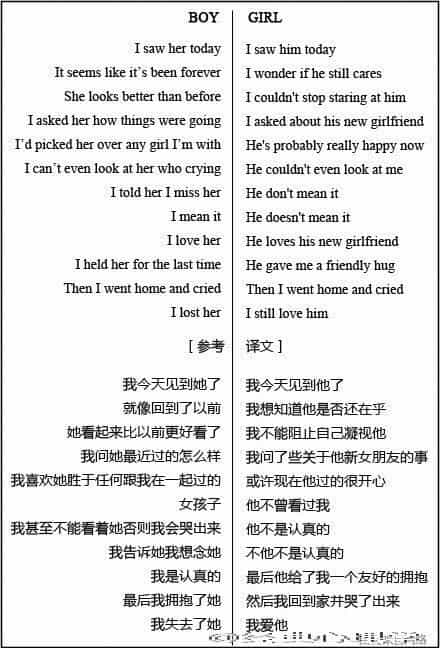 BOY
I saw her today
It seems like it's been forever
She looks better than before
I asked her how things were going
I'd picked her over any girl I'm with
I can't even look at her who crying
I told her I miss her
I mean it
I love her
I held her for the last time
Then I went home and cried
I lost her
GIRL
I saw him today
I wonder if he still cares
I couldn't stop staring at him
I asked about his new girlfriend
He's probably really happy now
He couldn't even look at me
He don't mean it
He doesn't mean it
He loves his new girlfriend
He gave me a friendly hug
Then I went home and cried
I still love him
[ 参考 译文 ]
我今天见到她了
就像回到了以前
她看起来比以前更好看了
我问她最近过的怎么样
我喜欢她胜于任何跟我在一起过的
女孩子
我甚至不能看着她否则我会哭出来
我告诉她我想念她
我是认真的
最后我拥抱了她
我失去了她
我今天见到他了
我想知道他是否还在乎
我不能阻止自己凝视他
我问了些关于他新女朋友的事
或许现在他过的很开心
他不曾看过我
他不是认真的
不他不是认真的
最后他给了我一个友好的拥抱
然后我回到家并哭了出来
我爱他